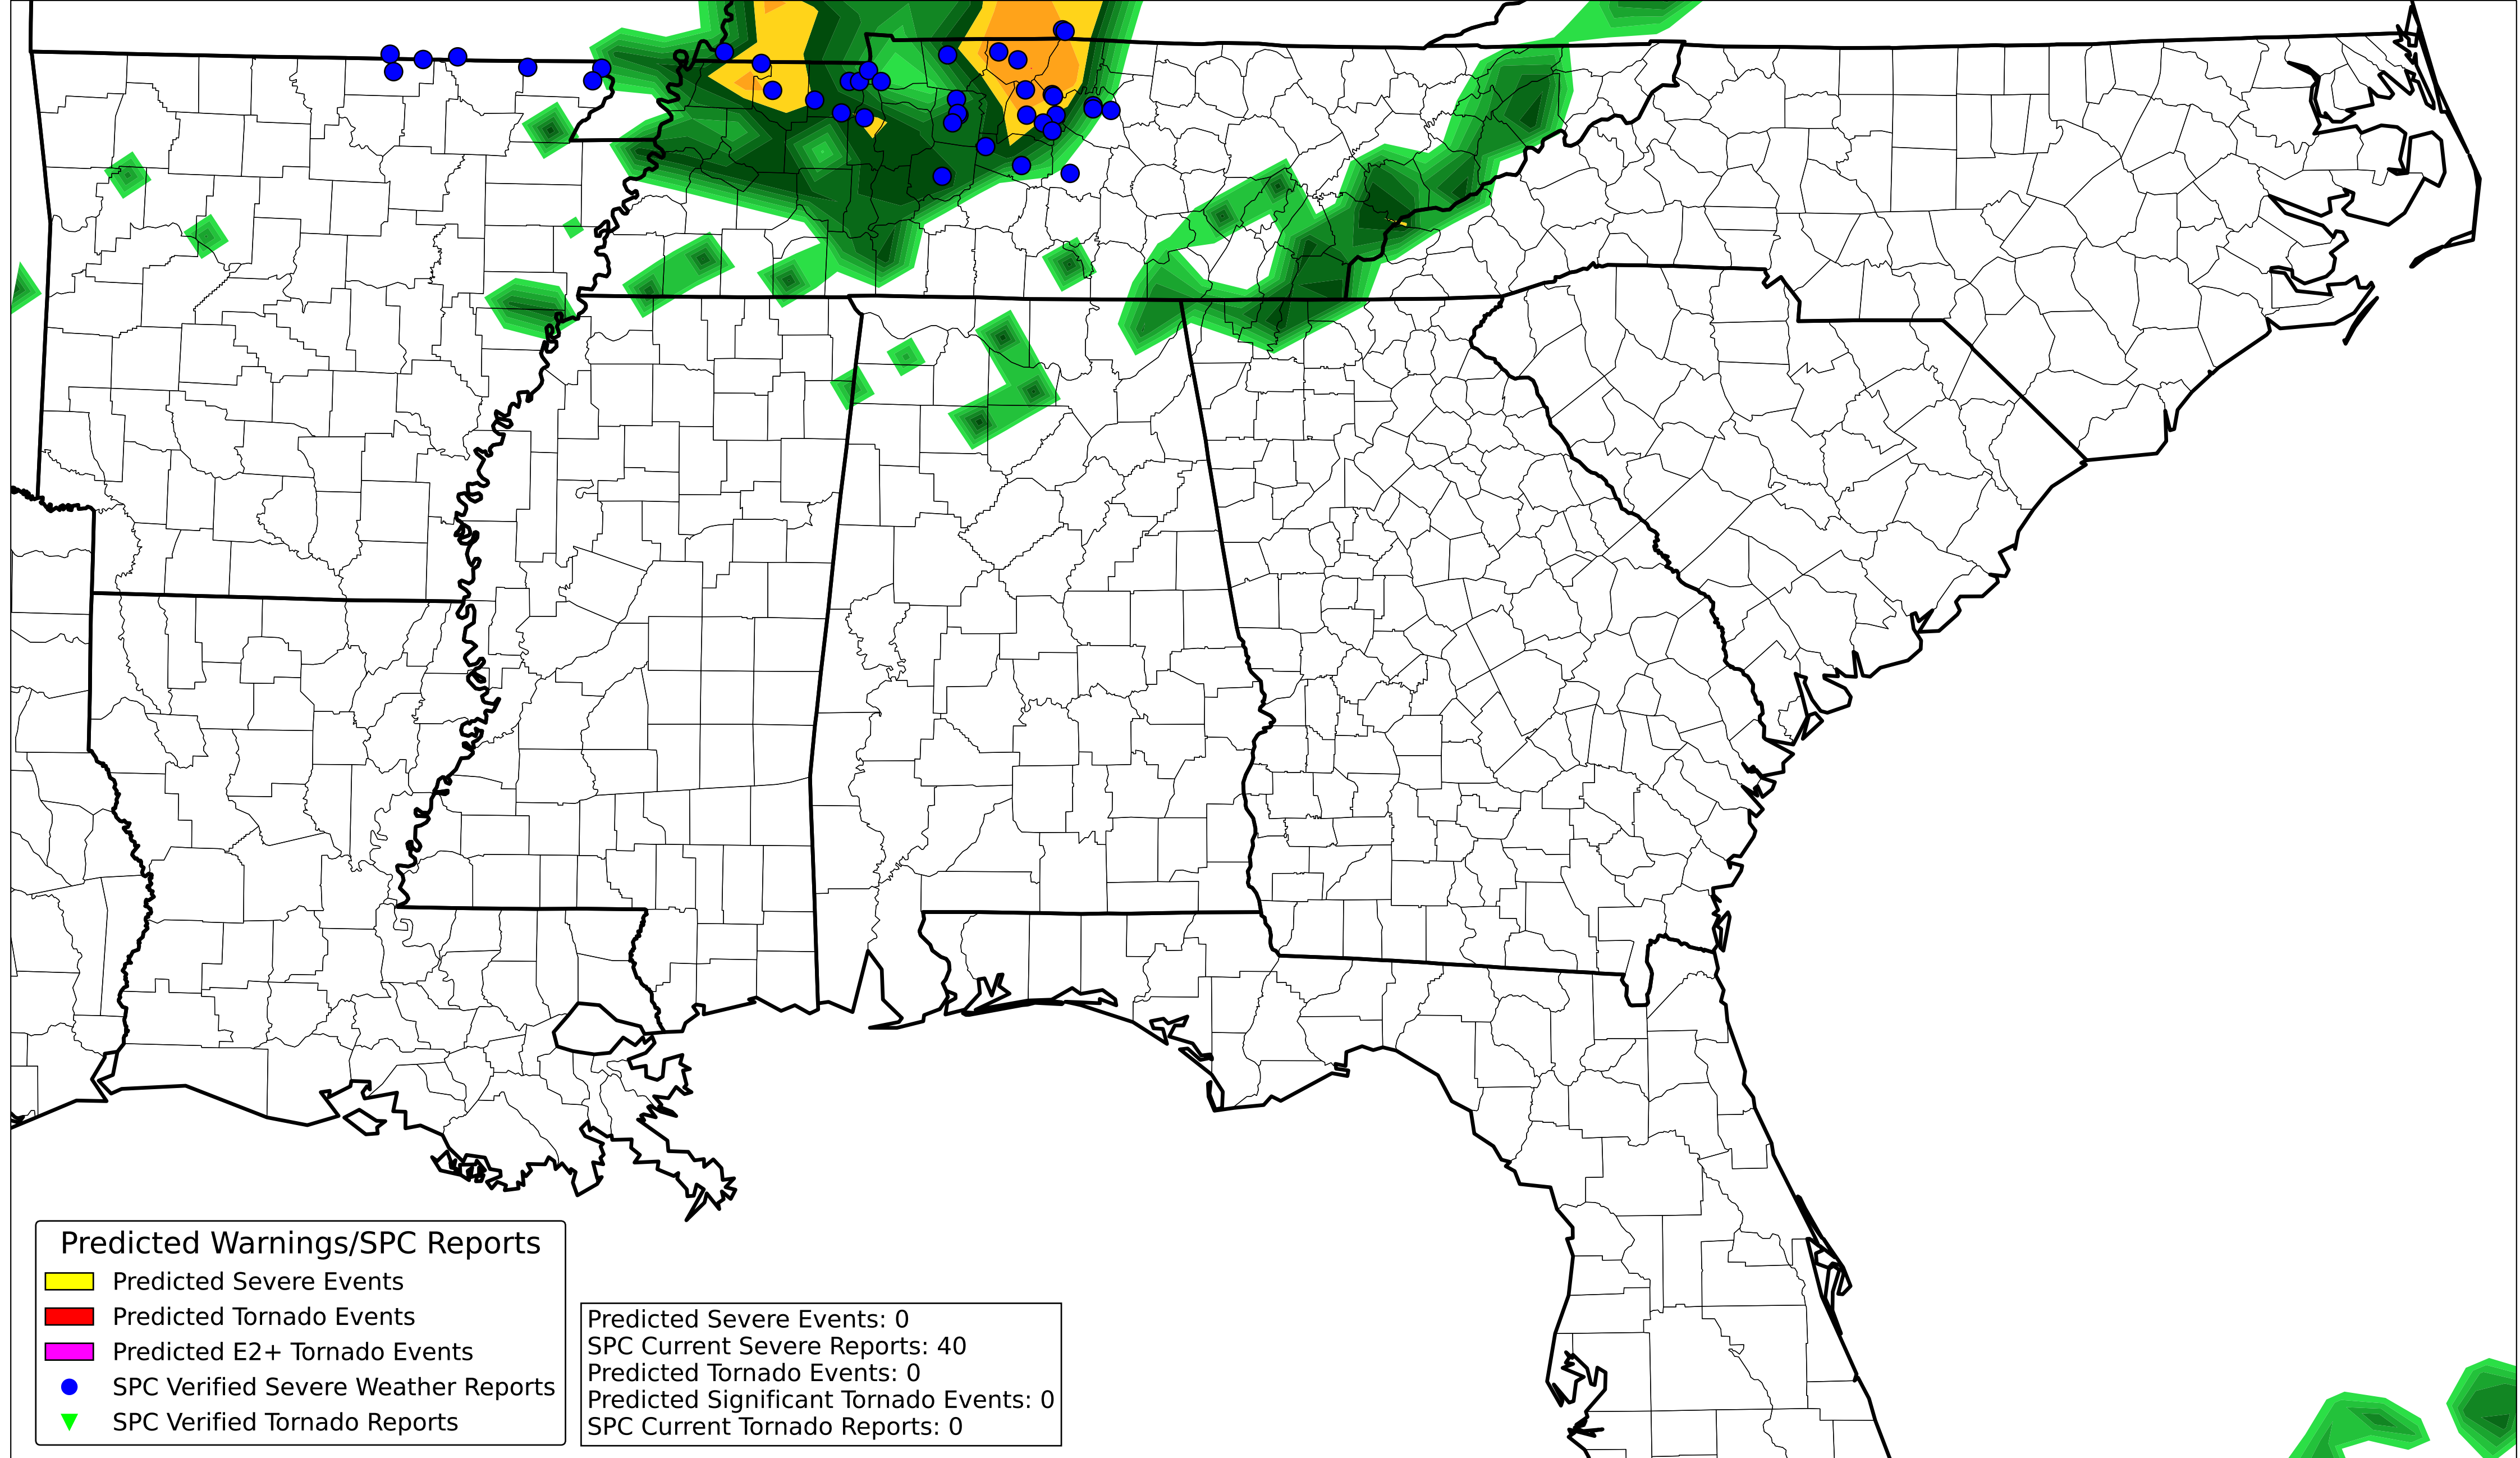 Predicted Warnings/SPC Reports
Predicted Severe Events
Predicted Tornado Events
Predicted E2+ Tornado Events
SPC Verified Severe Weather Reports
SPC Verified Tornado Reports
Predicted Severe Events: 0
SPC Current Severe Reports: 40
Predicted Tornado Events: 0
Predicted Significant Tornado Events: 0
SPC Current Tornado Reports: 0